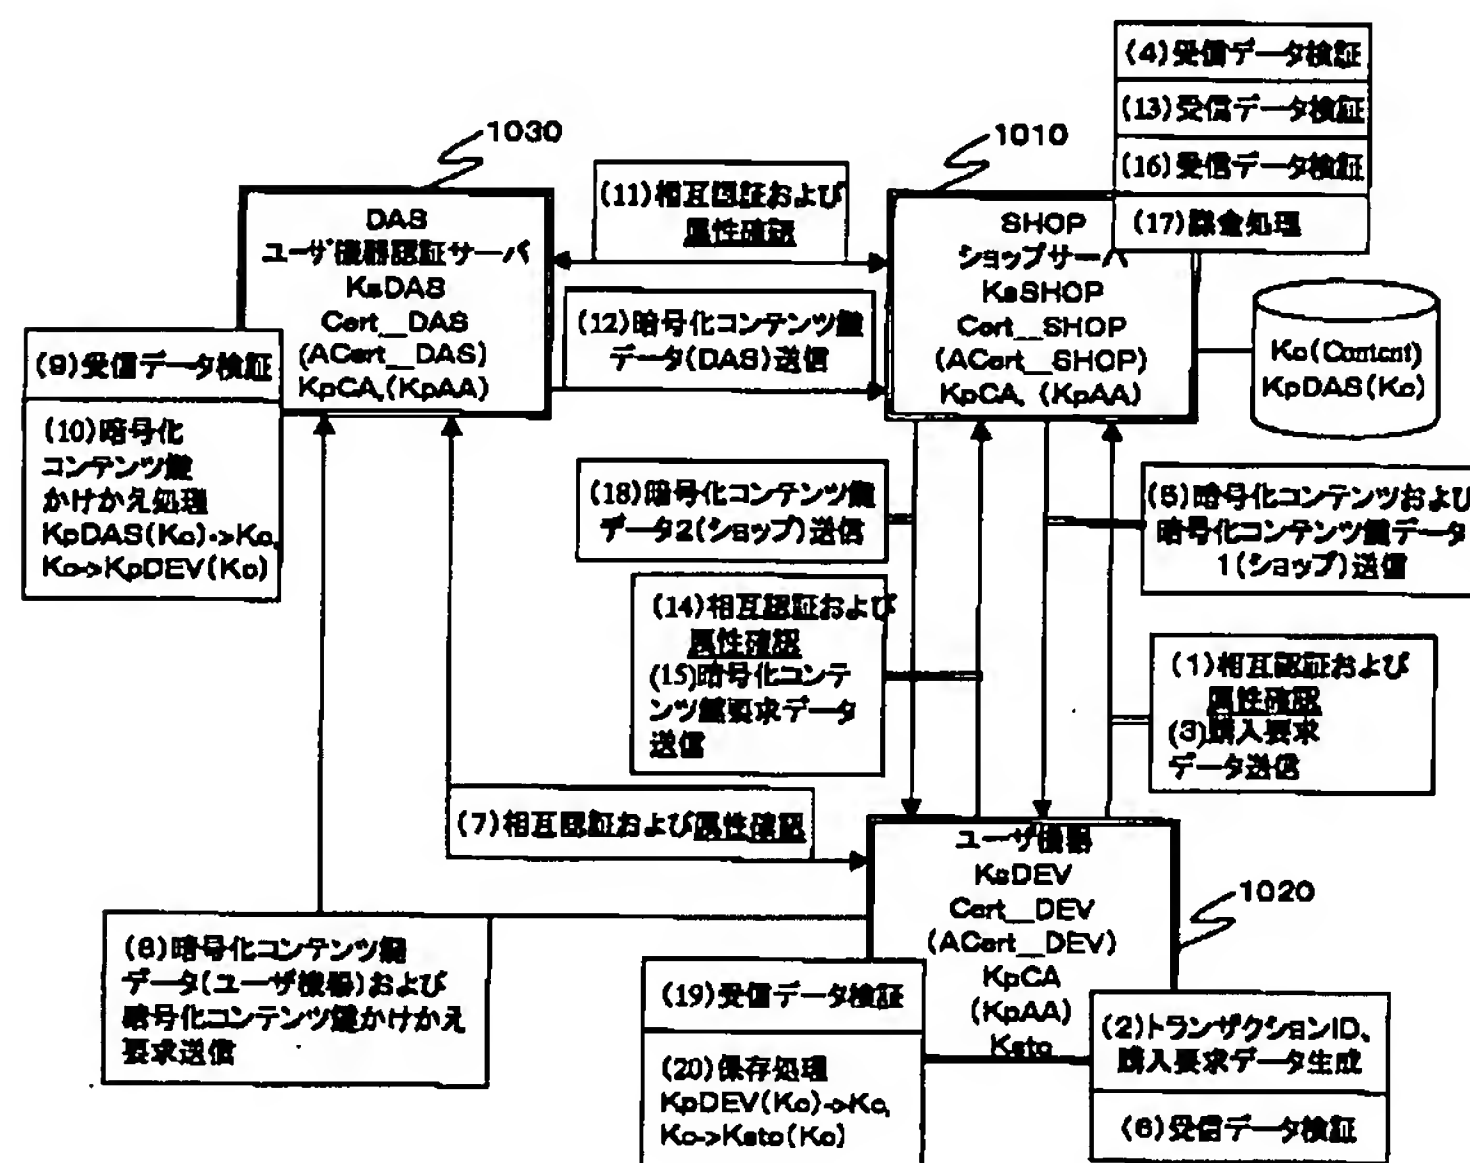 (4)受信データ検証
(13)受信データ検証
(16)受信データ検証
(17)課金処理
1030
1010
DAS
ユーザ機器認証サーバ
KsDAS
Cert__DAS
(ACert__DAS)
KpCA,(KpAA)
(11)相互認証および
属性確認
(12)暗号化コンテンツ鍵
データ(DAS)送信
SHOP
ショップサーバ
KsSHOP
Cert__SHOP
(ACert__SHOP)
KpCA, (KpAA)
Kc(Content)
KpDAS(Kc)
(9)受信データ検証
(10)暗号化
コンテンツ鍵
かけかえ処理
KpDAS(Kc)->Kc,
Kc->KpDEV(Kc)
(18)暗号化コンテンツ鍵
データ2(ショップ)送信
(5)暗号化コンテンツおよび
暗号化コンテンツ鍵データ
1(ショップ)送信
(14)相互認証および
属性確認
(15)暗号化コンテ
ンツ鍵要求データ
送信
(1)相互認証および
属性確認
(3)購入要求
データ送信
(7)相互認証および属性確認
ユーザ機器
KsDEV
Cert__DEV
(ACert__DEV)
KpCA
(KpAA)
Ksto
1020
(8)暗号化コンテンツ鍵
データ(ユーザ機器)および
暗号化コンテンツ鍵かけかえ
要求送信
(19)受信データ検証
(20)保存処理
KpDEV(Kc)->Kc,
Kc->Ksto(Kc)
(2)トランザクションID、
購入要求データ生成
(6)受信データ検証